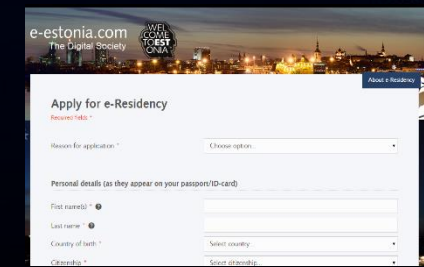 e-estonia.com
The Digital Society
WEL
COME
TO EST
ONIA
About e-Residency
Apply for e-Residency
Required fields *
Reason for application *
Choose option...
Personal details (as they appear on your passport/ID-card)
First name(s) *
Last name *
Country of birth *
Select country
Citizenship *
Select citizenship...